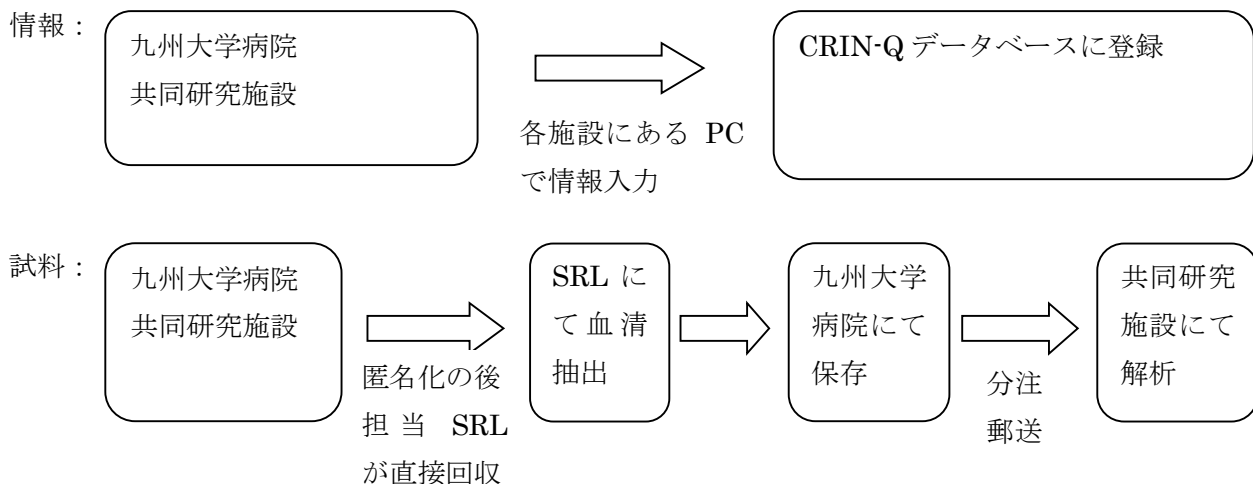 情報：
九州大学病院
共同研究施設
各施設にある PC
で情報入力
CRIN-Q データベースに登録
試料：
九州大学病院
共同研究施設
匿名化の後
担当 SRL
が直接回収
SRL に
て血清
抽出
九州大学
病院にて
保存
分注
郵送
共同研究
施設にて
解析